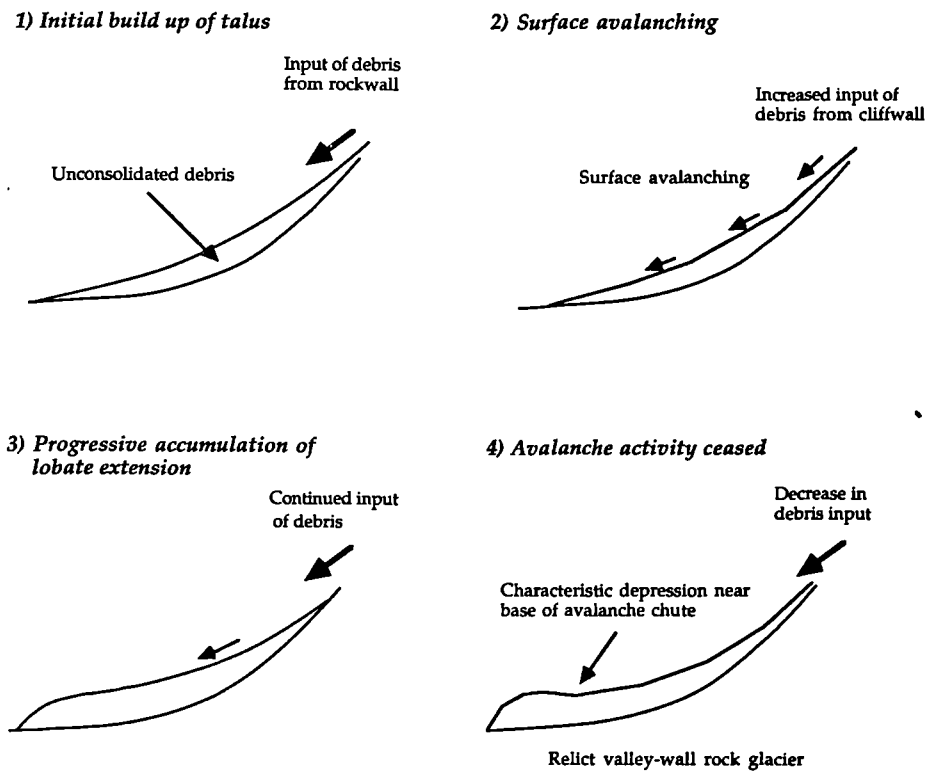 1) Initial build up of talus
Input of debris
from rockwall
Unconsolidated debris
2) Surface avalanching
Increased input of
debris from cliffwall
Surface avalanching
3) Progressive accumulation of
lobate extension
Continued input
of debris
4) Avalanche activity ceased
Decrease in
debris input
Characteristic depression near
base of avalanche chute
Relict valley-wall rock glacier